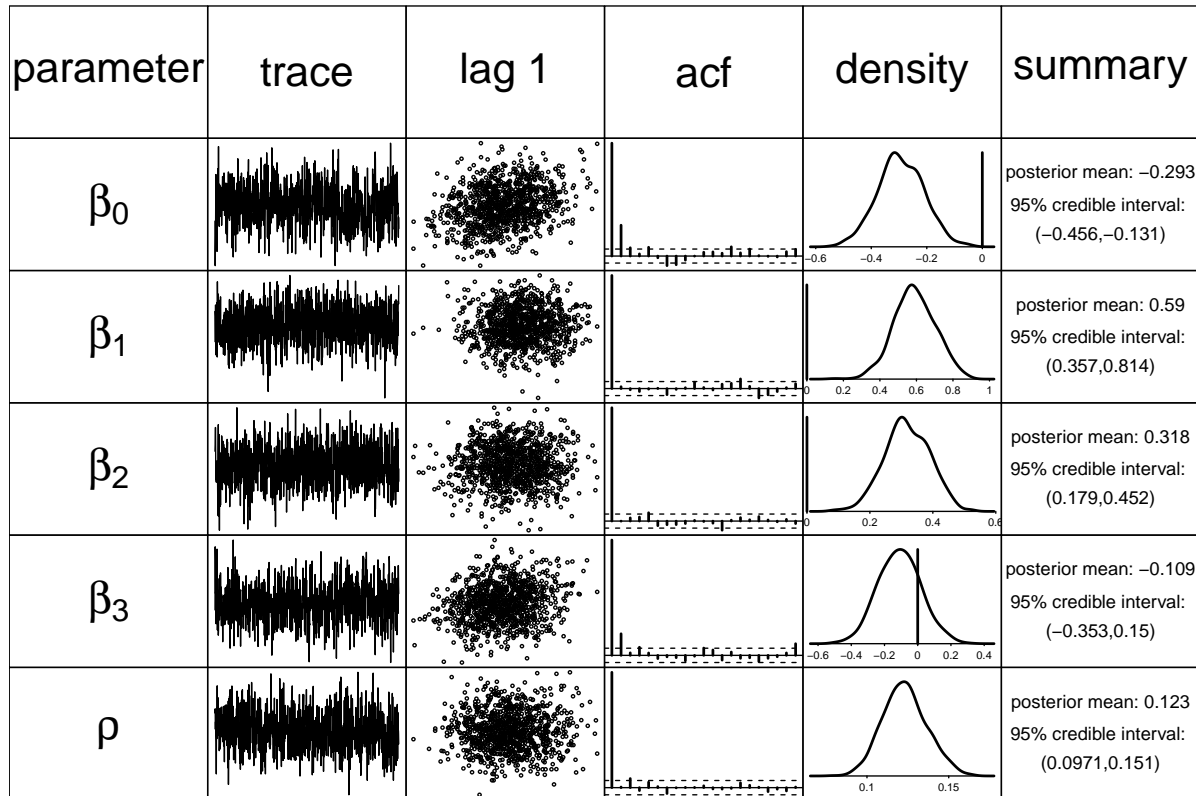 parameter trace lag 1 acf density summary
β0
−0.6 −0.4 −0.2 0
posterior mean: −0.293
95% credible interval:
(−0.456,−0.131)
β1
0 0.2 0.4 0.6 0.8 1
posterior mean: 0.59
95% credible interval:
(0.357,0.814)
β2
0 0.2 0.4 0.6
posterior mean: 0.318
95% credible interval:
(0.179,0.452)
β3
−0.6 −0.4 −0.2 0 0.2 0.4
posterior mean: −0.109
95% credible interval:
(−0.353,0.15)
ρ
0.1 0.15
posterior mean: 0.123
95% credible interval:
(0.0971,0.151)